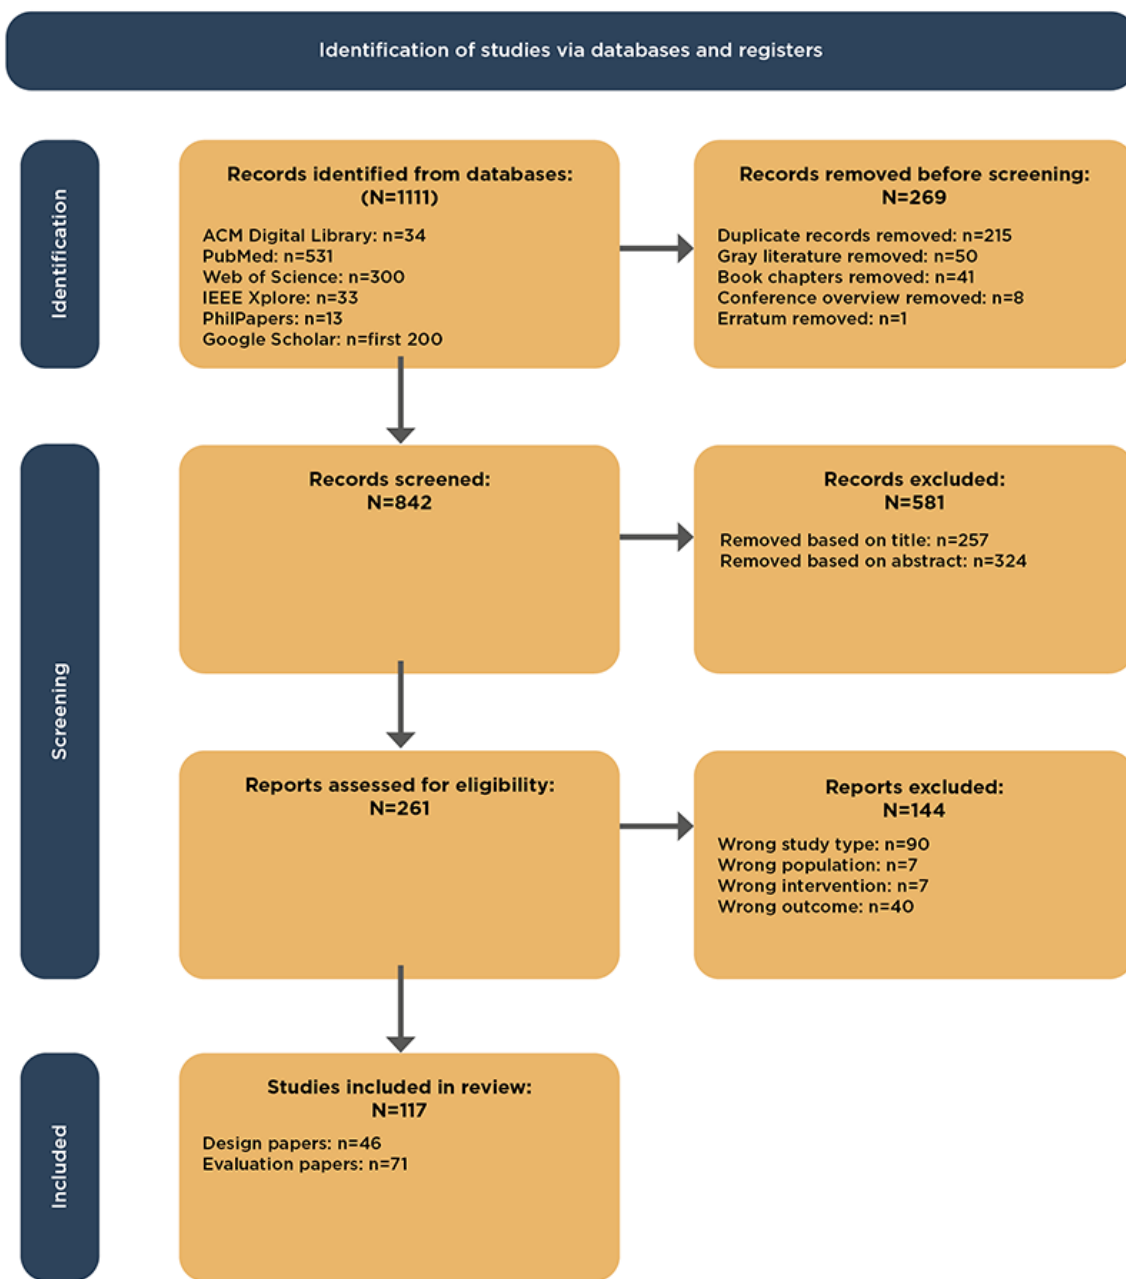 Identification of studies via databases and registers
Identification
Records identified from databases:
(N=1111)
ACM Digital Library: n=34
PubMed: n=531
Web of Science: n=300
IEEE Xplore: n=33
PhilPapers: n=13
Google Scholar: n=first 200
Records removed before screening:
N=269
Duplicate records removed: n=215
Gray literature removed: n=50
Book chapters removed: n=41
Conference overview removed: n=8
Erratum removed: n=1
Screening
Records screened:
N=842
Records excluded:
N=581
Removed based on title: n=257
Removed based on abstract: n=324
Reports assessed for eligibility:
N=261
Reports excluded:
N=144
Wrong study type: n=90
Wrong population: n=7
Wrong intervention: n=7
Wrong outcome: n=40
Included
Studies included in review:
N=117
Design papers: n=46
Evaluation papers: n=71